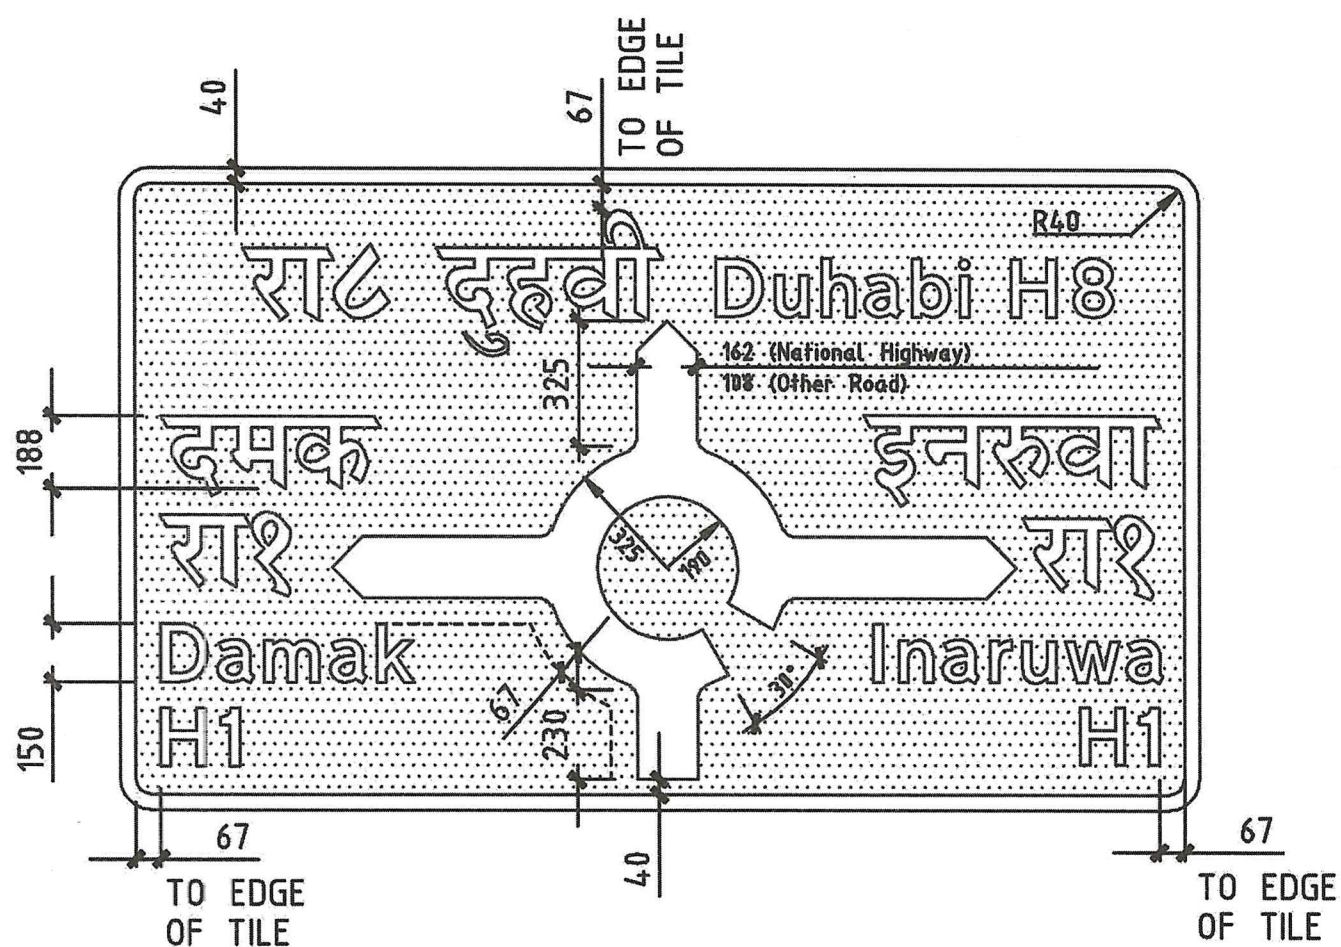 40
67
TO EDGE
OF TILE
R40
रा८ दुहवी Duhabi H8
162 (National Highway)
108 (Other Road)
325
188
दमक
रा१
इनरुवा
रा१
325
190
Damak
H1
Inaruwa
H1
150
67
230
30°
40
67
TO EDGE
OF TILE
67
TO EDGE
OF TILE